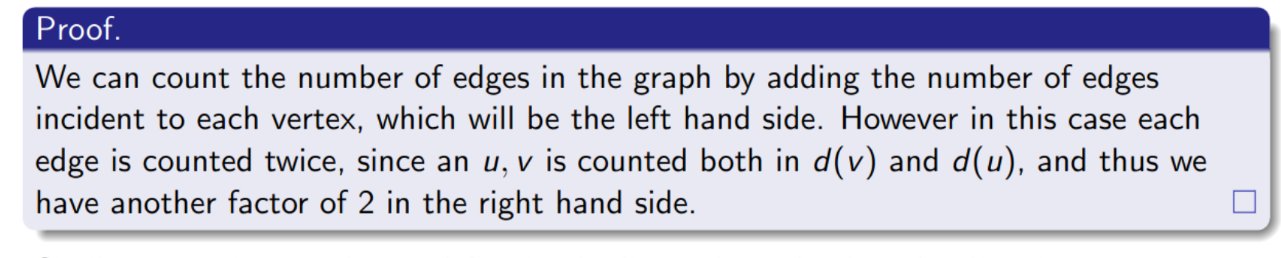 Proof.
We can count the number of edges in the graph by adding the number of edges
incident to each vertex, which will be the left hand side. However in this case each
edge is counted twice, since an u, v is counted both in d(v) and d(u), and thus we
have another factor of 2 in the right hand side.